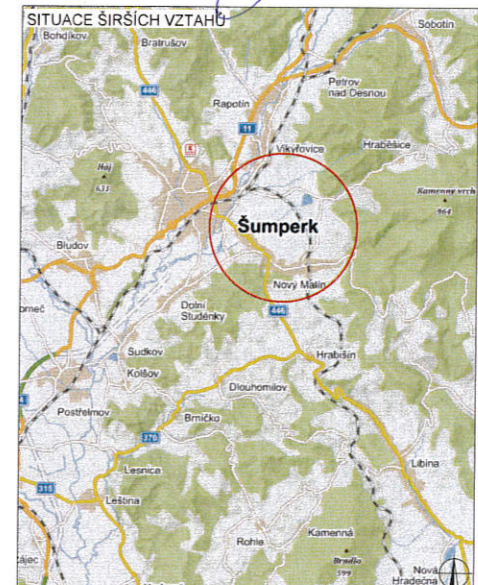 SITUACE ŠIRŠÍCH VZTAHŮ
Bohdíkov
Bratrušov
Sobotín
446
Petrov
nad Desnou
Rapotín
11
Vikýřovice
Hraběšice
Háj
631
Kamenný vrch
964
Šumperk
Bludov
Nový Malín
Dolní
Studénky
446
Sudkov
Hrabišín
Kolšov
Dlouhomilov
Postřelmov
Brníčko
370
Lesnice
Libina
315
Leština
Rohle
Kamenná
Bradlo
599
Nová
Hradečná